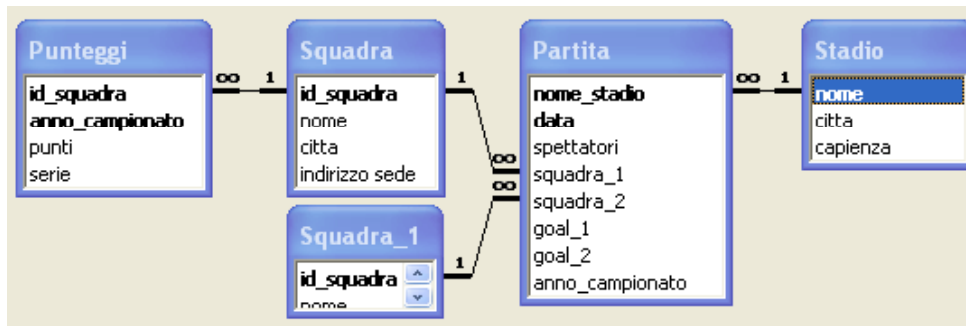 Punteggi
id_squadra
anno_campionato
punti
serie
∞ 1
Squadra
id_squadra
nome
citta
indirizzo sede
1
∞
∞
1
Squadra_1
id_squadra
nome
Partita
nome_stadio
data
spettatori
squadra_1
squadra_2
goal_1
goal_2
anno_campionato
∞ 1
Stadio
nome
citta
capienza